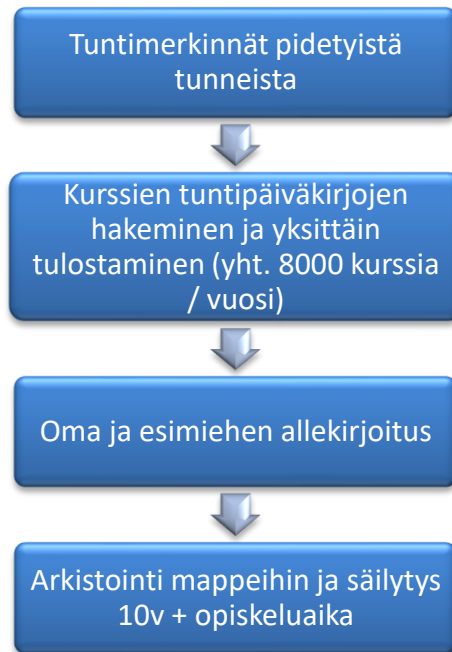 Tuntimerkinnät pidetyistä
tunneista
Kurssien tuntipäiväkirjojen
hakeminen ja yksittäin
tulostaminen (yht. 8000 kurssia
/ vuosi)
Oma ja esimiehen allekirjoitus
Arkistointi mappeihin ja säilytys
10v + opiskeluaika